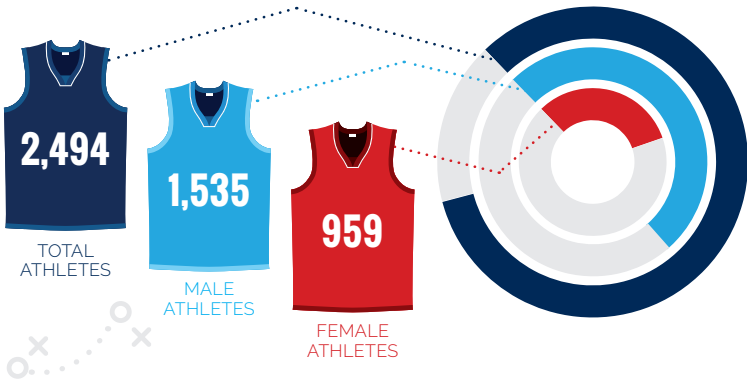 2,494
TOTAL
ATHLETES
1,535
MALE
ATHLETES
959
FEMALE
ATHLETES